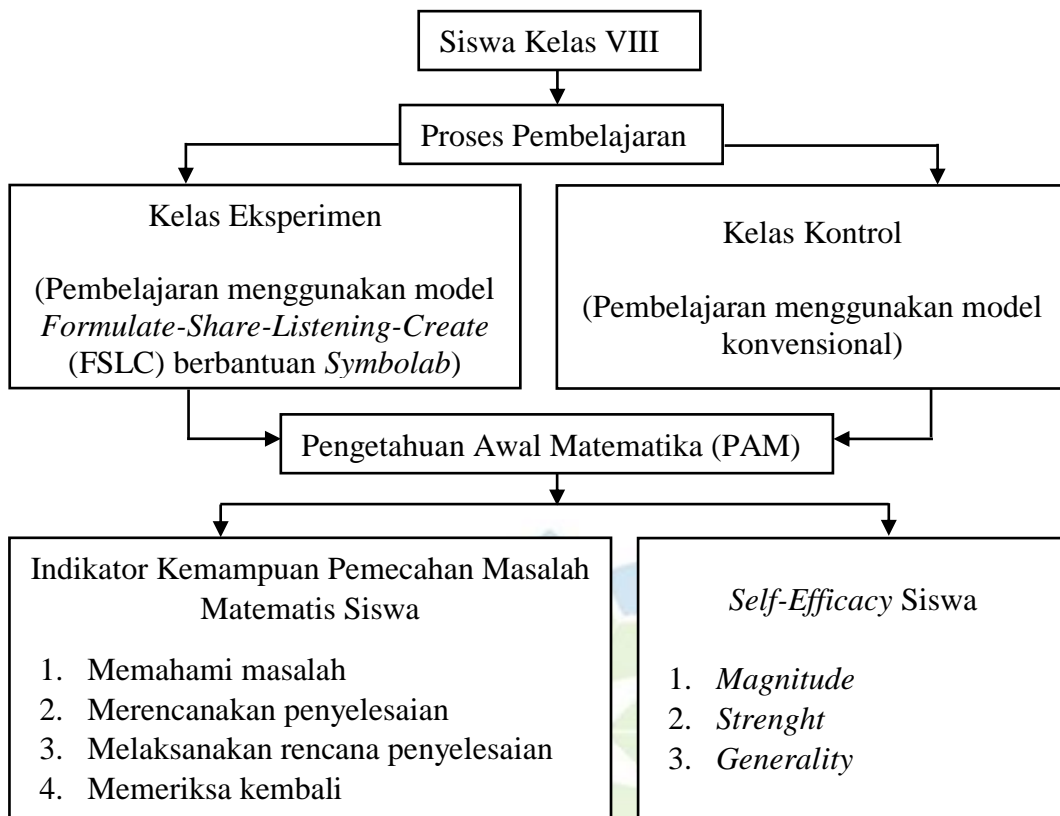 Siswa Kelas VIII
Proses Pembelajaran
Kelas Eksperimen
(Pembelajaran menggunakan model
Formulate-Share-Listening-Create
(FSLC) berbantuan Symbolab)
Kelas Kontrol
(Pembelajaran menggunakan model
konvensional)
Pengetahuan Awal Matematika (PAM)
Indikator Kemampuan Pemecahan Masalah
Matematis Siswa
1. Memahami masalah
2. Merencanakan penyelesaian
3. Melaksanakan rencana penyelesaian
4. Memeriksa kembali
Self-Efficacy Siswa
1. Magnitude
2. Strenght
3. Generality